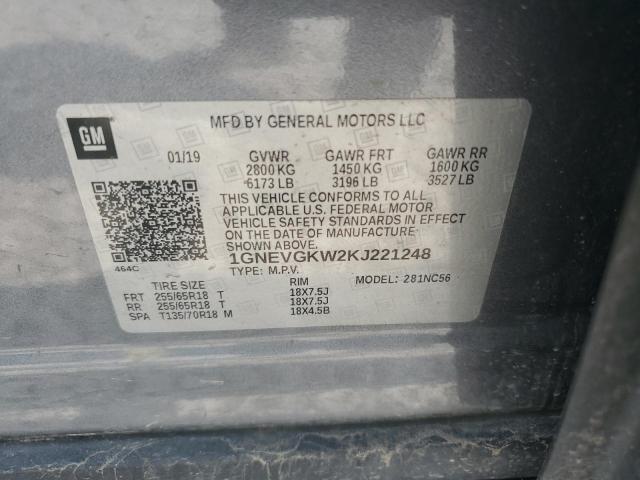 GM
MFD BY GENERAL MOTORS LLC
01/19 GVWR GAWR FRT GAWR RR
2800 KG 1450 KG 1600 KG
6173 LB 3196 LB 3527 LB
THIS VEHICLE CONFORMS TO ALL
APPLICABLE U.S. FEDERAL MOTOR
VEHICLE SAFETY STANDARDS IN EFFECT
ON THE DATE OF MANUFACTURE
SHOWN ABOVE.
464C
1GNEVGKW2KJ221248
TYPE: M.P.V. MODEL: 281NC56
TIRE SIZE RIM
FRT 255/65R18 T 18X7.5J
RR 255/65R18 T 18X7.5J
SPA T135/70R18 M 18X4.5B